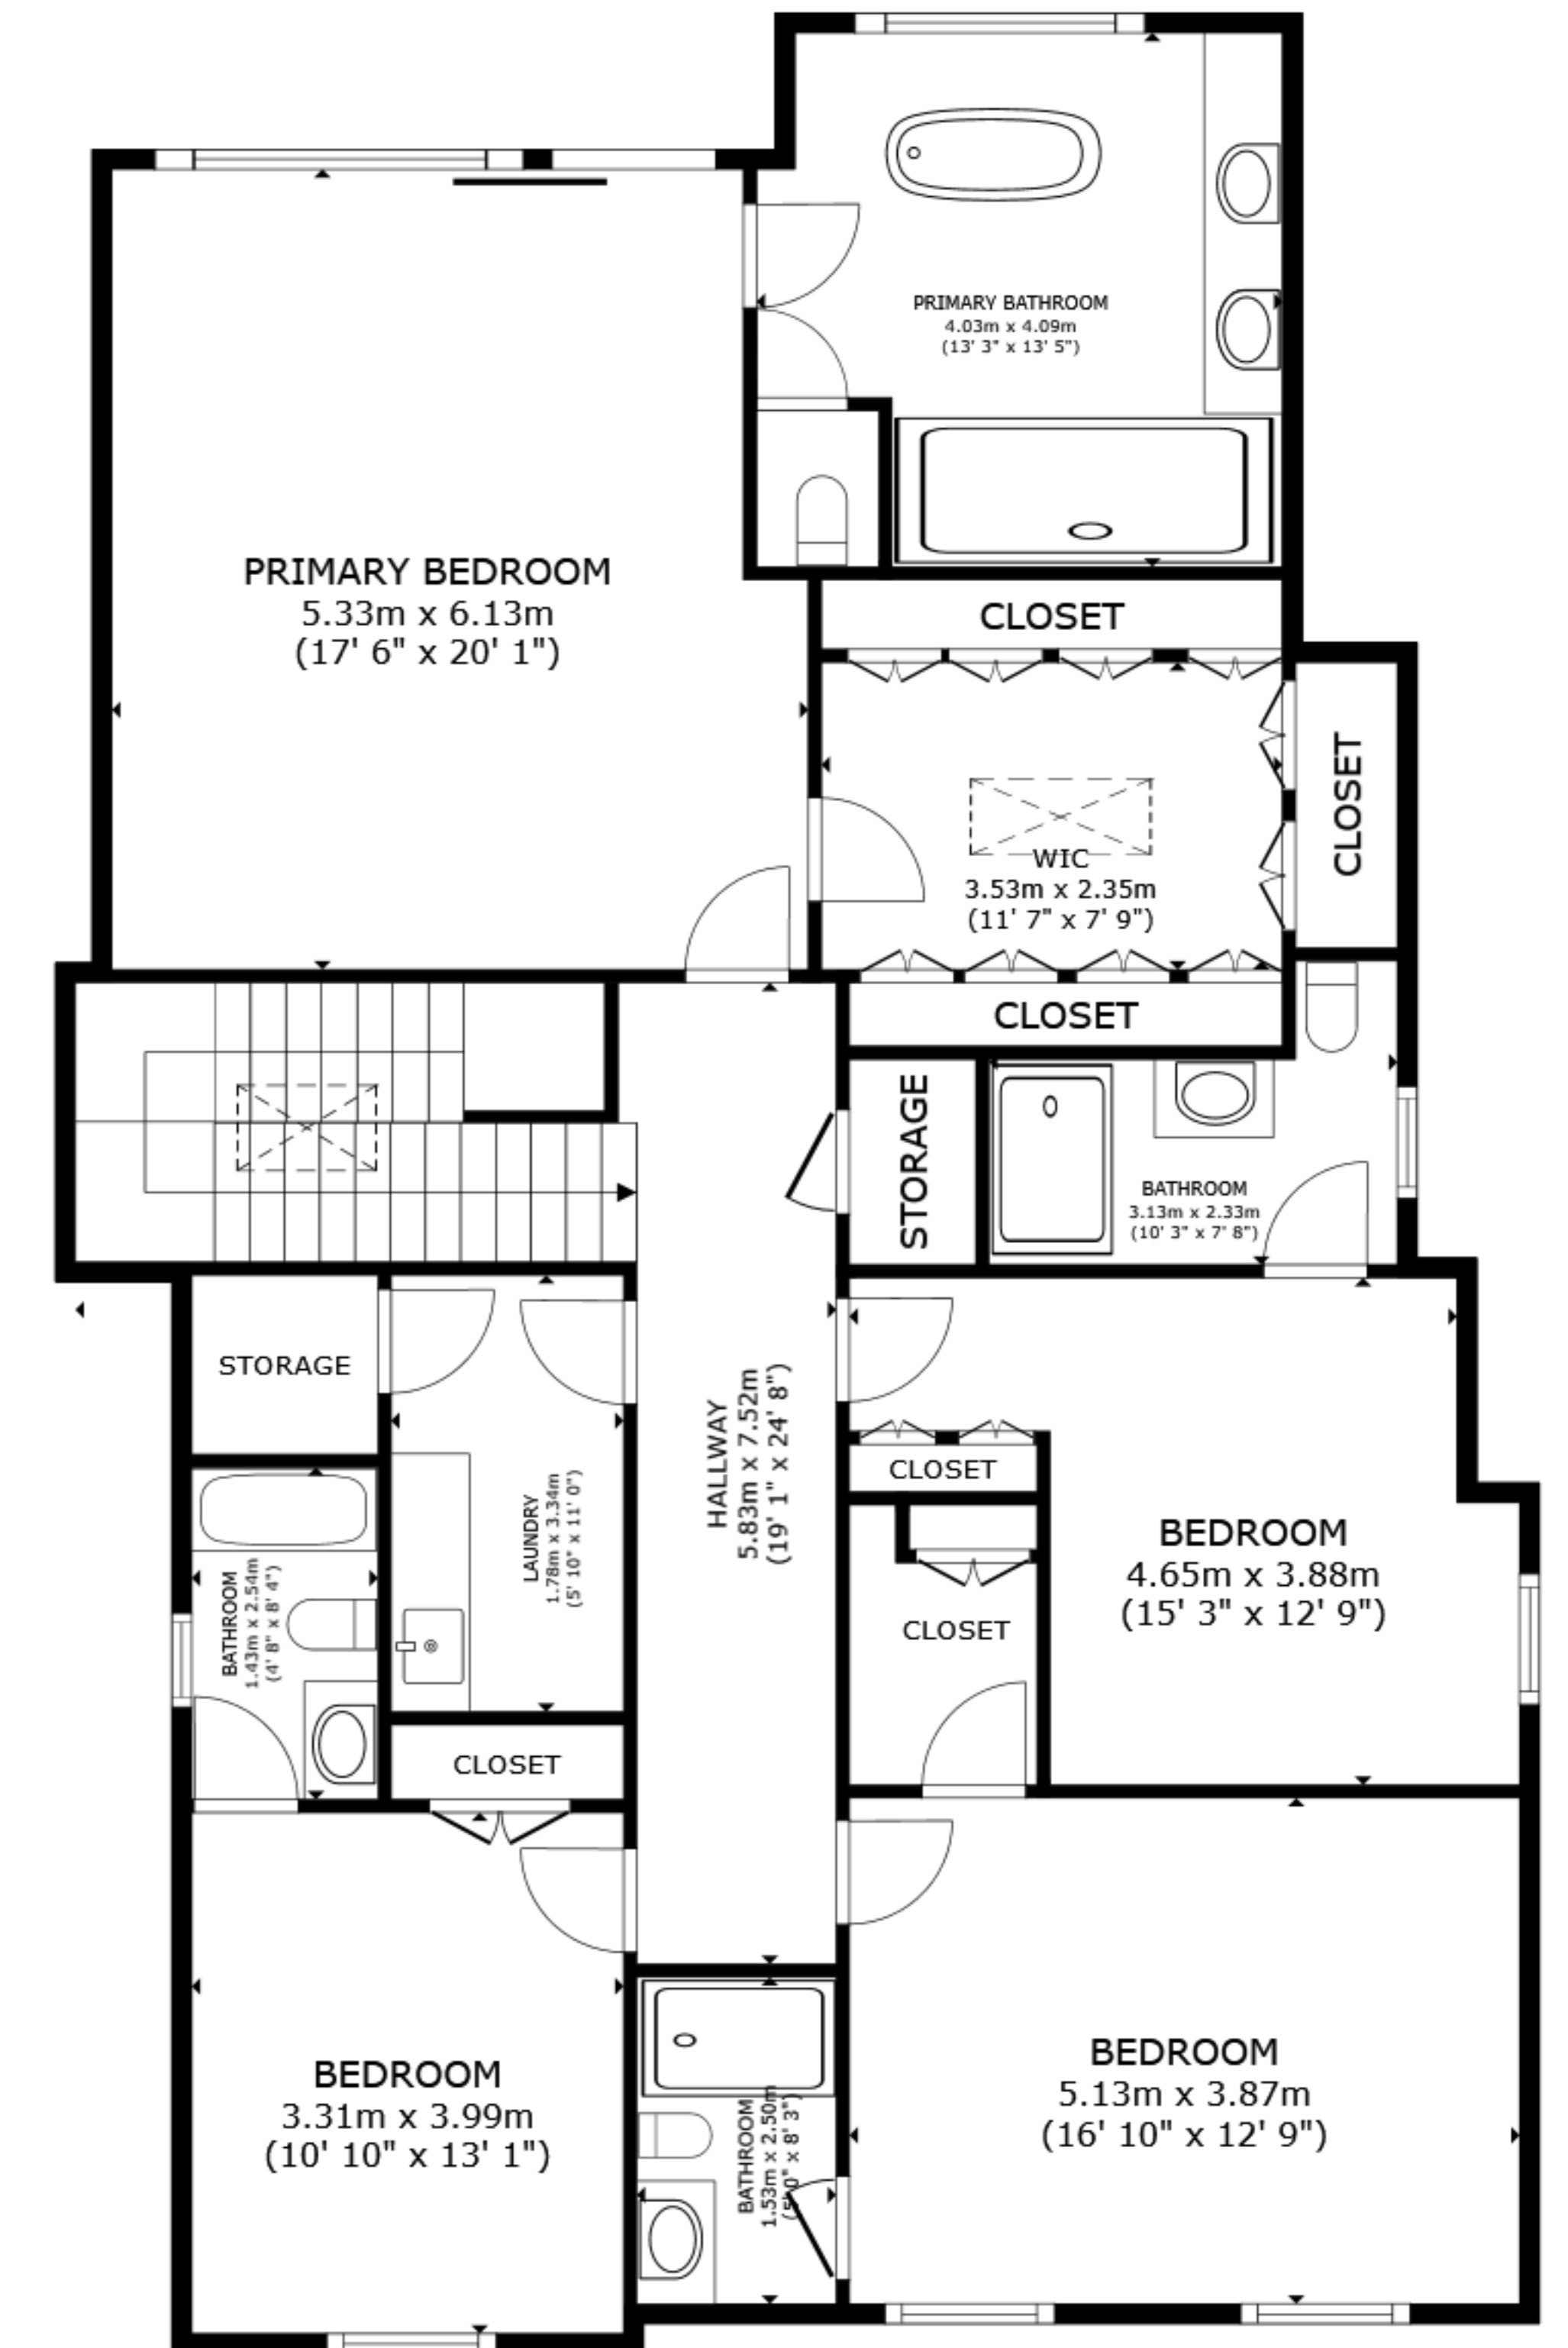 PRIMARY BATHROOM
4.03m x 4.09m
(13' 3" x 13' 5")
PRIMARY BEDROOM
5.33m x 6.13m
(17' 6" x 20' 1")
CLOSET
CLOSET
WIC
3.53m x 2.35m
(11' 7" x 7' 9")
CLOSET
STORAGE
BATHROOM
3.13m x 2.33m
(10' 3" x 7' 8")
STORAGE
HALLWAY
5.83m x 7.52m
(19' 1" x 24' 8")
CLOSET
LAUNDRY
1.78m x 3.34m
(5' 10" x 11' 0")
BATHROOM
1.43m x 2.54m
(4' 8" x 8' 4")
BEDROOM
4.65m x 3.88m
(15' 3" x 12' 9")
CLOSET
CLOSET
BEDROOM
3.31m x 3.99m
(10' 10" x 13' 1")
BATHROOM
1.53m x 2.50m
(5' 0" x 8' 3")
BEDROOM
5.13m x 3.87m
(16' 10" x 12' 9")